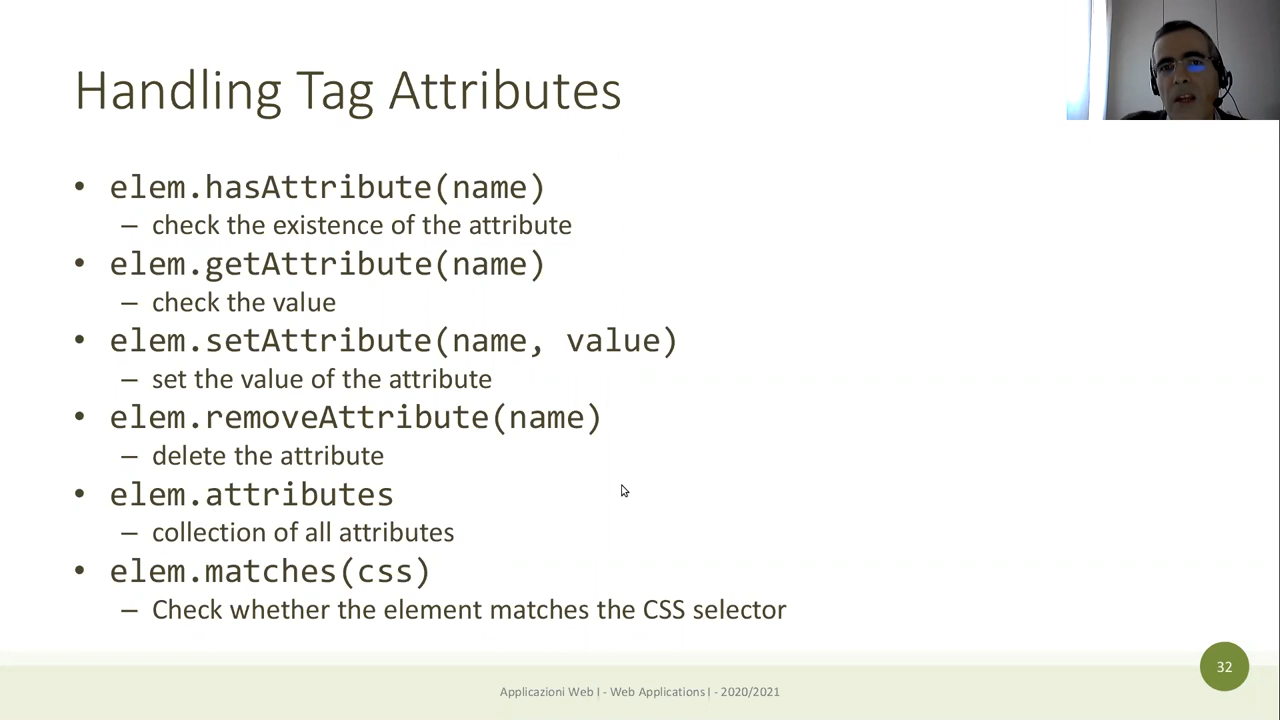 Handling Tag Attributes
• elem.hasAttribute(name)
– check the existence of the attribute
• elem.getAttribute(name)
– check the value
• elem.setAttribute(name, value)
– set the value of the attribute
• elem.removeAttribute(name)
– delete the attribute
• elem.attributes
– collection of all attributes
• elem.matches(css)
– Check whether the element matches the CSS selector
32
Applicazioni Web I - Web Applications I - 2020/2021